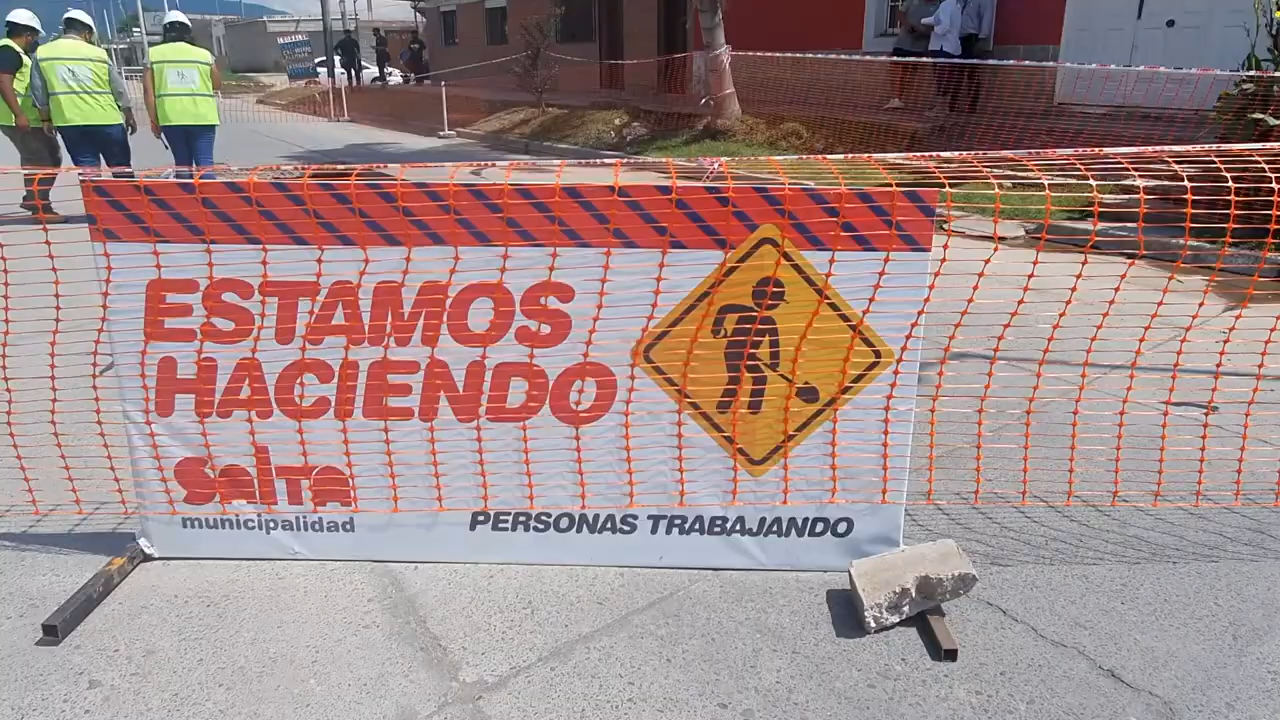 ESTAMOS
HACIENDO
salta
municipalidad
PERSONAS TRABAJANDO